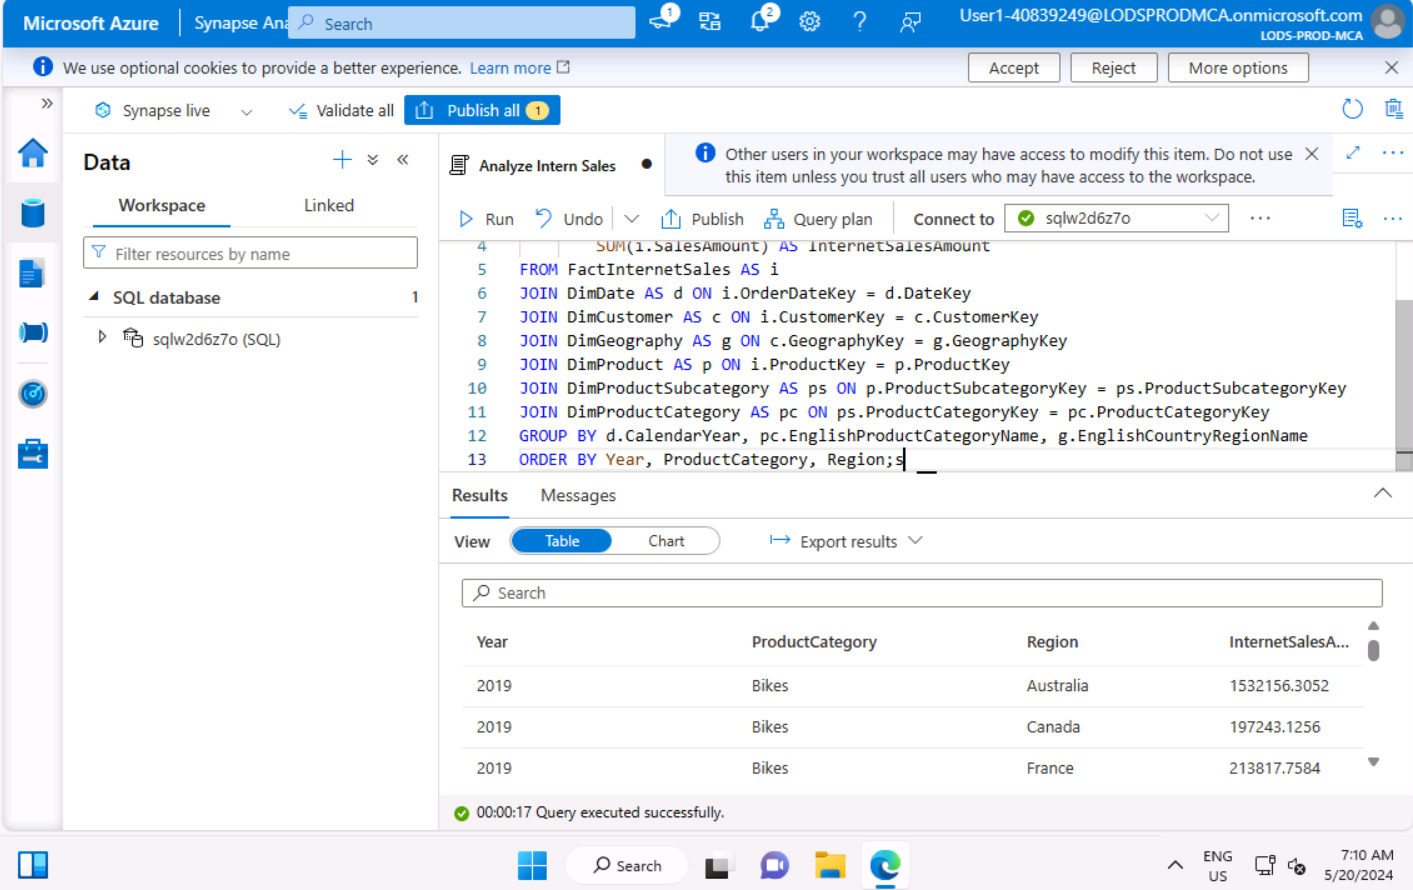 Microsoft Azure
Synapse Ana
Search
1
2
User1-40839249@LODSPRODMCA.onmicrosoft.com
LODS-PROD-MCA
We use optional cookies to provide a better experience. Learn more
Accept
Reject
More options
Synapse live
Validate all
Publish all 1
Data
Workspace
Linked
Filter resources by name
SQL database 1
sqlw2d6z7o (SQL)
Analyze Intern Sales
Other users in your workspace may have access to modify this item. Do not use
this item unless you trust all users who may have access to the workspace.
Run
Undo
Publish
Query plan
Connect to
sqlw2d6z7o
4 SUM(i.SalesAmount) AS InternetSalesAmount
5 FROM FactInternetSales AS i
6 JOIN DimDate AS d ON i.OrderDateKey = d.DateKey
7 JOIN DimCustomer AS c ON i.CustomerKey = c.CustomerKey
8 JOIN DimGeography AS g ON c.GeographyKey = g.GeographyKey
9 JOIN DimProduct AS p ON i.ProductKey = p.ProductKey
10 JOIN DimProductSubcategory AS ps ON p.ProductSubcategoryKey = ps.ProductSubcategoryKey
11 JOIN DimProductCategory AS pc ON ps.ProductCategoryKey = pc.ProductCategoryKey
12 GROUP BY d.CalendarYear, pc.EnglishProductCategoryName, g.EnglishCountryRegionName
13 ORDER BY Year, ProductCategory, Region;s
Results
Messages
View
Table
Chart
Export results
Search
Year ProductCategory Region InternetSalesA...
2019 Bikes Australia 1532156.3052
2019 Bikes Canada 197243.1256
2019 Bikes France 213817.7584
00:00:17 Query executed successfully.
Search
ENG
US
7:10 AM
5/20/2024